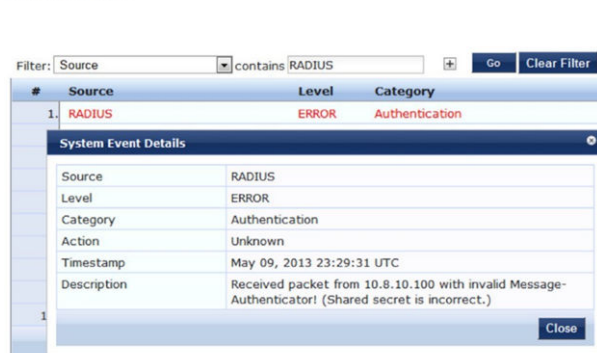 Filter: Source contains RADIUS + Go Clear Filter
# Source Level Category
1. RADIUS ERROR Authentication
System Event Details
Source RADIUS
Level ERROR
Category Authentication
Action Unknown
Timestamp May 09, 2013 23:29:31 UTC
Description Received packet from 10.8.10.100 with invalid Message-
Authenticator! (Shared secret is incorrect.)
1
Close